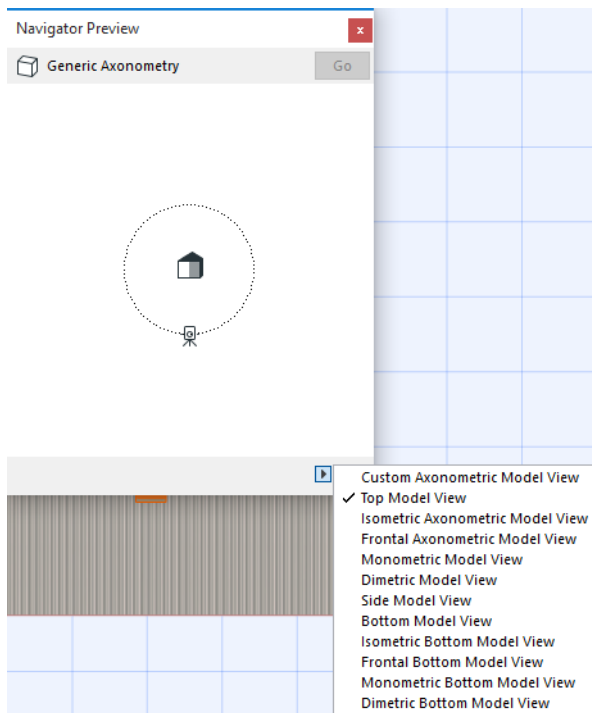 Navigator Preview
x
Generic Axonometry
Go
Custom Axonometric Model View
Top Model View
Isometric Axonometric Model View
Frontal Axonometric Model View
Monometric Model View
Dimetric Model View
Side Model View
Bottom Model View
Isometric Bottom Model View
Frontal Bottom Model View
Monometric Bottom Model View
Dimetric Bottom Model View